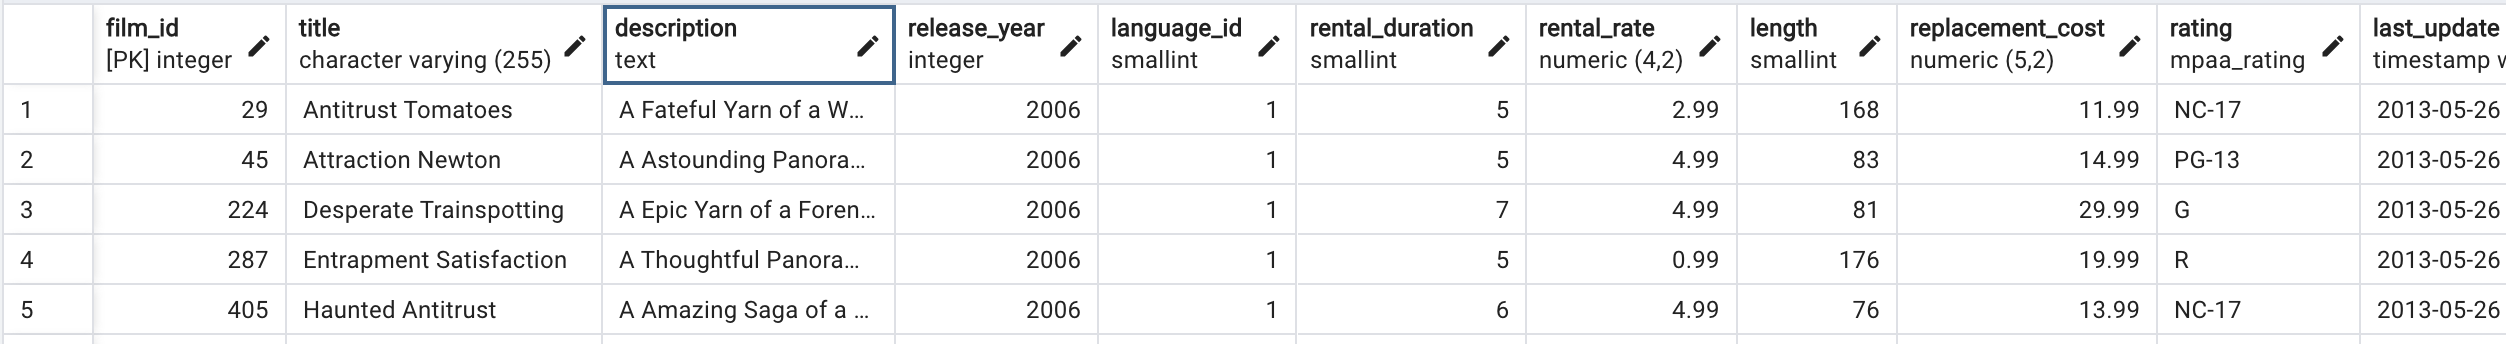 film_id title description release_year language_id rental_duration rental_rate length replacement_cost rating last_update
[PK] integer character varying (255) text integer smallint smallint numeric (4,2) smallint numeric (5,2) mpaa_rating timestamp
1 29 Antitrust Tomatoes A Fateful Yarn of a W... 2006 1 5 2.99 168 11.99 NC-17 2013-05-26
2 45 Attraction Newton A Astounding Panora... 2006 1 5 4.99 83 14.99 PG-13 2013-05-26
3 224 Desperate Trainspotting A Epic Yarn of a Foren... 2006 1 7 4.99 81 29.99 G 2013-05-26
4 287 Entrapment Satisfaction A Thoughtful Panora... 2006 1 5 0.99 176 19.99 R 2013-05-26
5 405 Haunted Antitrust A Amazing Saga of a ... 2006 1 6 4.99 76 13.99 NC-17 2013-05-26